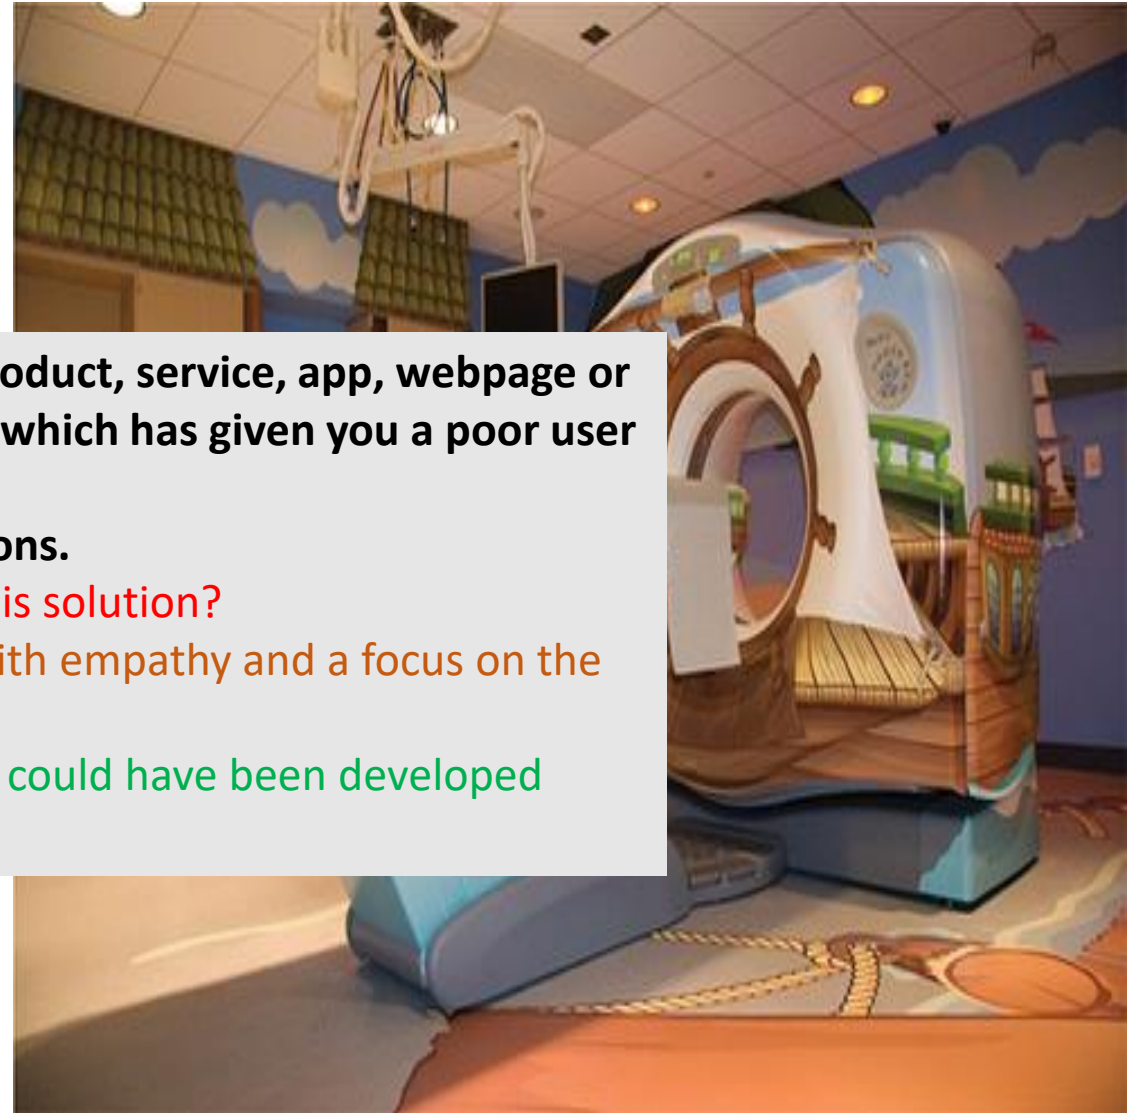 oduct, service, app, webpage or
which has given you a poor user
ons.
is solution?
ith empathy and a focus on the
could have been developed